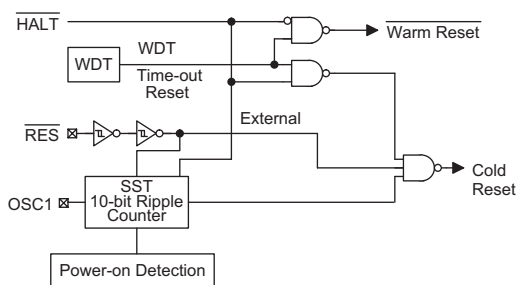 HALT
Warm Reset
WDT
WDT
Time-out
Reset
RES
External
Cold
Reset
OSC1
SST
10-bit Ripple
Counter
Power-on Detection